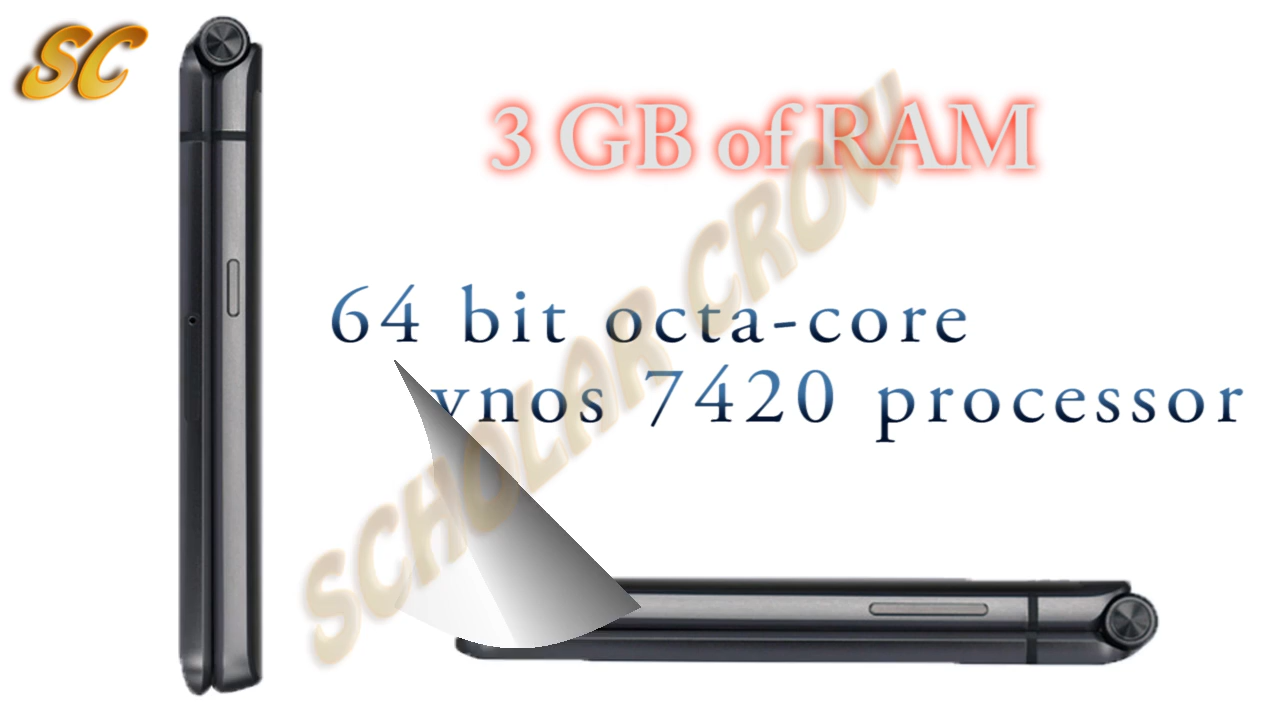 SC
3 GB of RAM
64 bit octa-core
ynos 7420 processor
SCHOLAR CROW